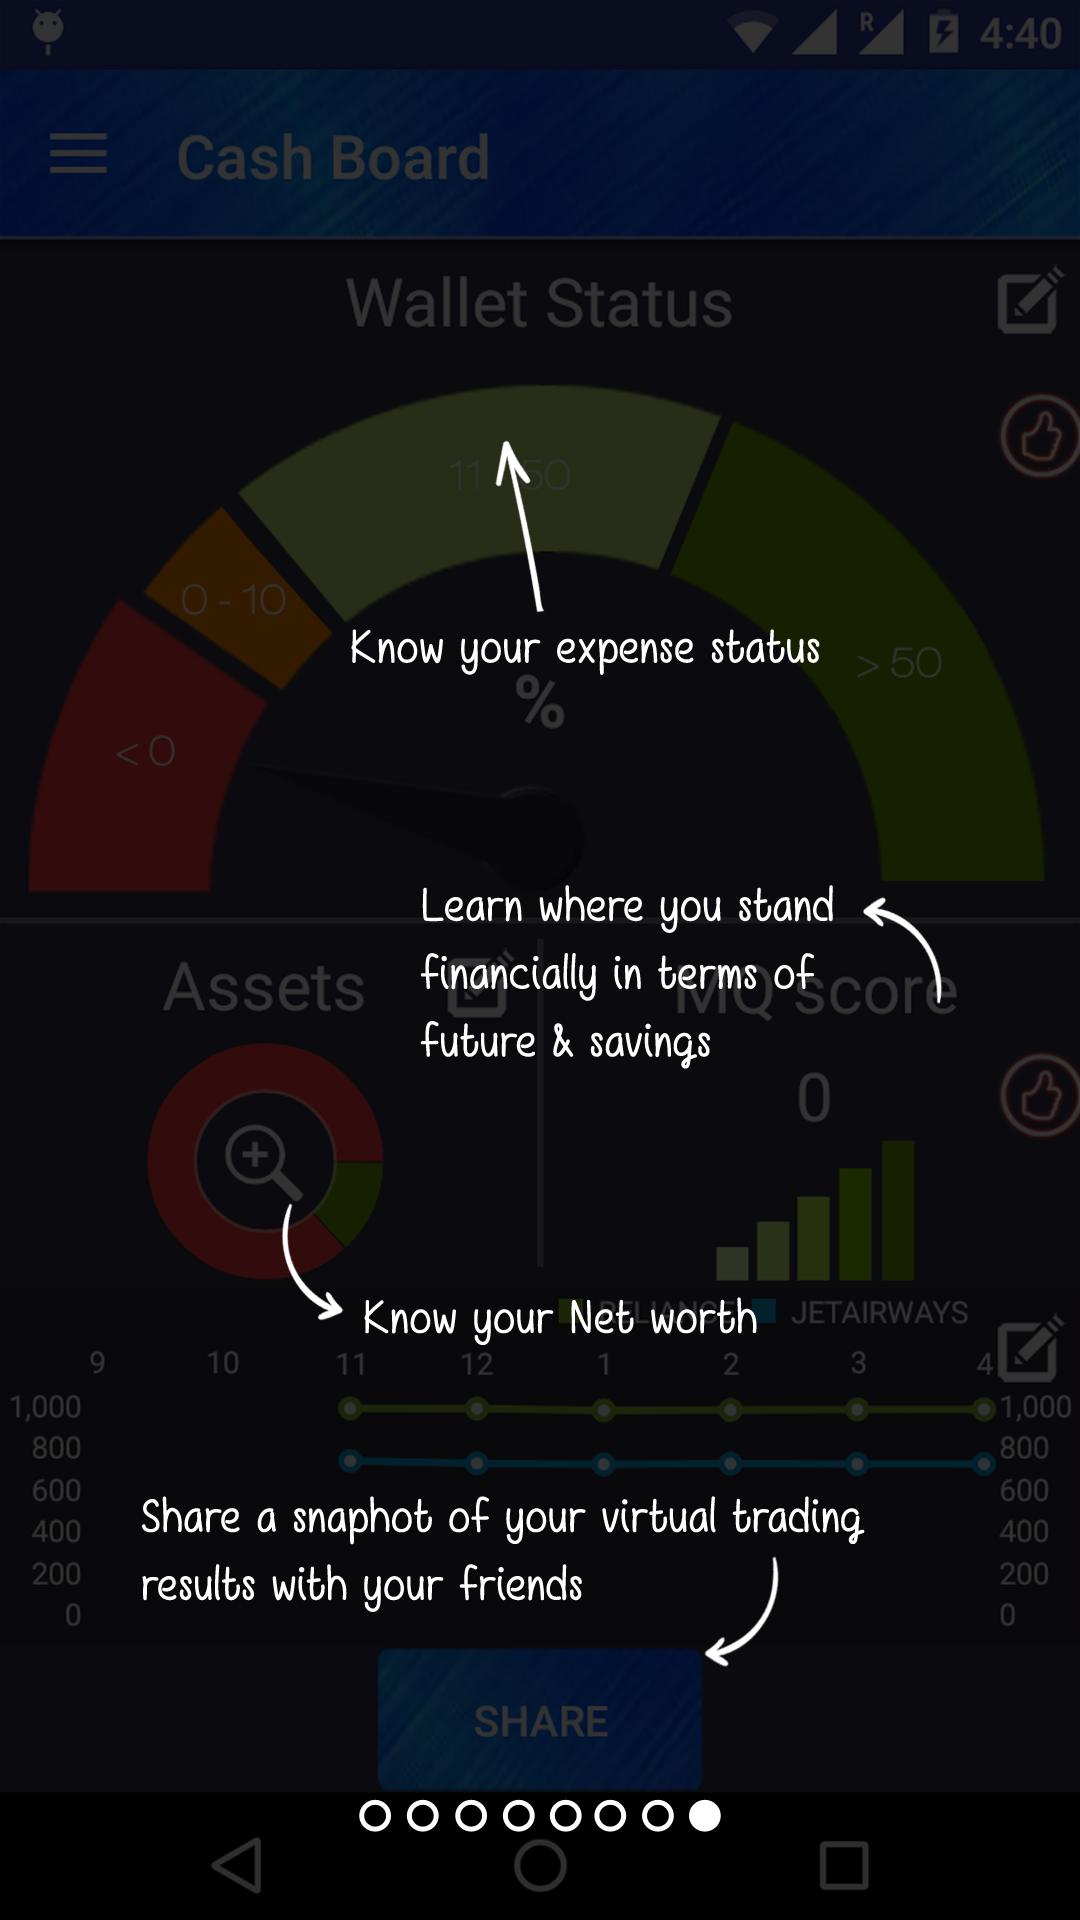 R 4:40
Cash Board
Wallet Status
11 50
0 - 10
Know your expense status
> 50
%
< 0
Learn where you stand
financially in terms of
future & savings
Assets
MQ score
0
Know your Net worth
RELIANCE JETAIRWAYS
9 10 11 12 1 2 3 4
1,000 1,000
800 800
600 600
Share a snaphot of your virtual trading
400 400
results with your friends
200 200
0 0
SHARE